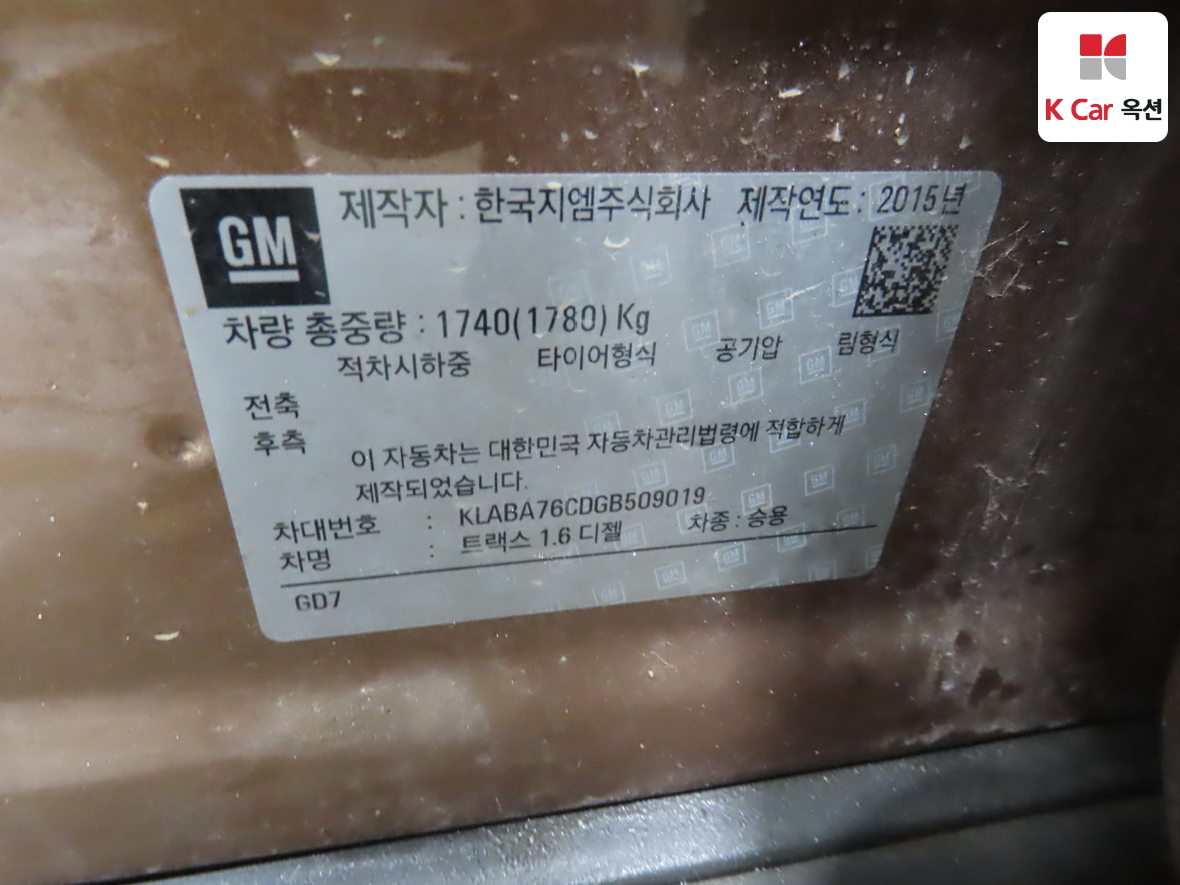 K Car 옥션
GM 제작자 : 한국지엠주식회사 제작연도 : 2015년
차량 총중량 : 1740(1780) Kg
적차시하중 타이어형식 공기압 림형식
전축
후축
이 자동차는 대한민국 자동차관리법령에 적합하게
제작되었습니다.
차대번호 : KLABA76CDGB509019
차명 : 트랙스 1.6 디젤 차종 : 승용
GD7